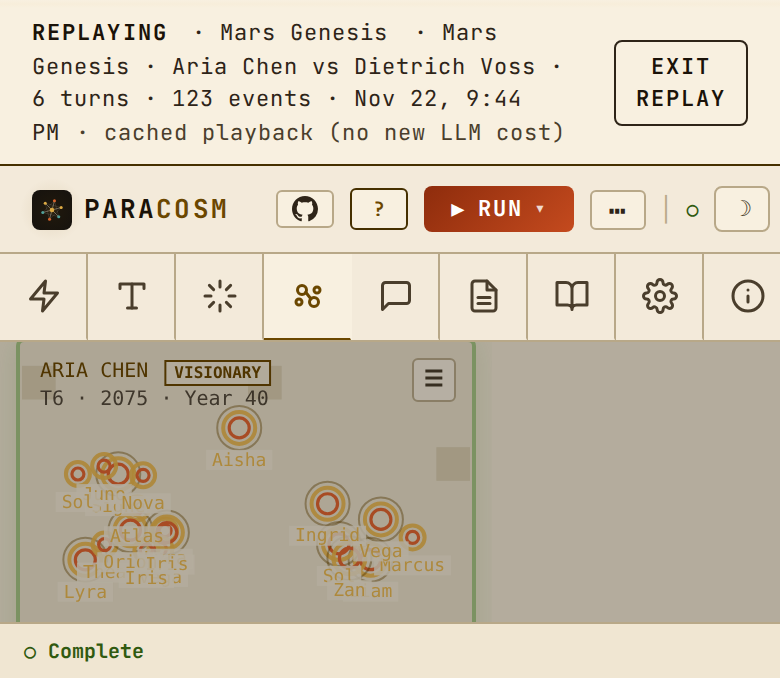 REPLAYING · Mars Genesis · Mars
Genesis · Aria Chen vs Dietrich Voss ·
6 turns · 123 events · Nov 22, 9:44
PM · cached playback (no new LLM cost)
EXIT
REPLAY
PARACOSM
?
▶ RUN ▼
…
ARIA CHEN VISIONARY
T6 · 2075 · Year 40
Aisha
Nova
Atlas
Iris
Iris
Lyra
Ingrid
Vega
Marcus
Sol
Zan
Complete